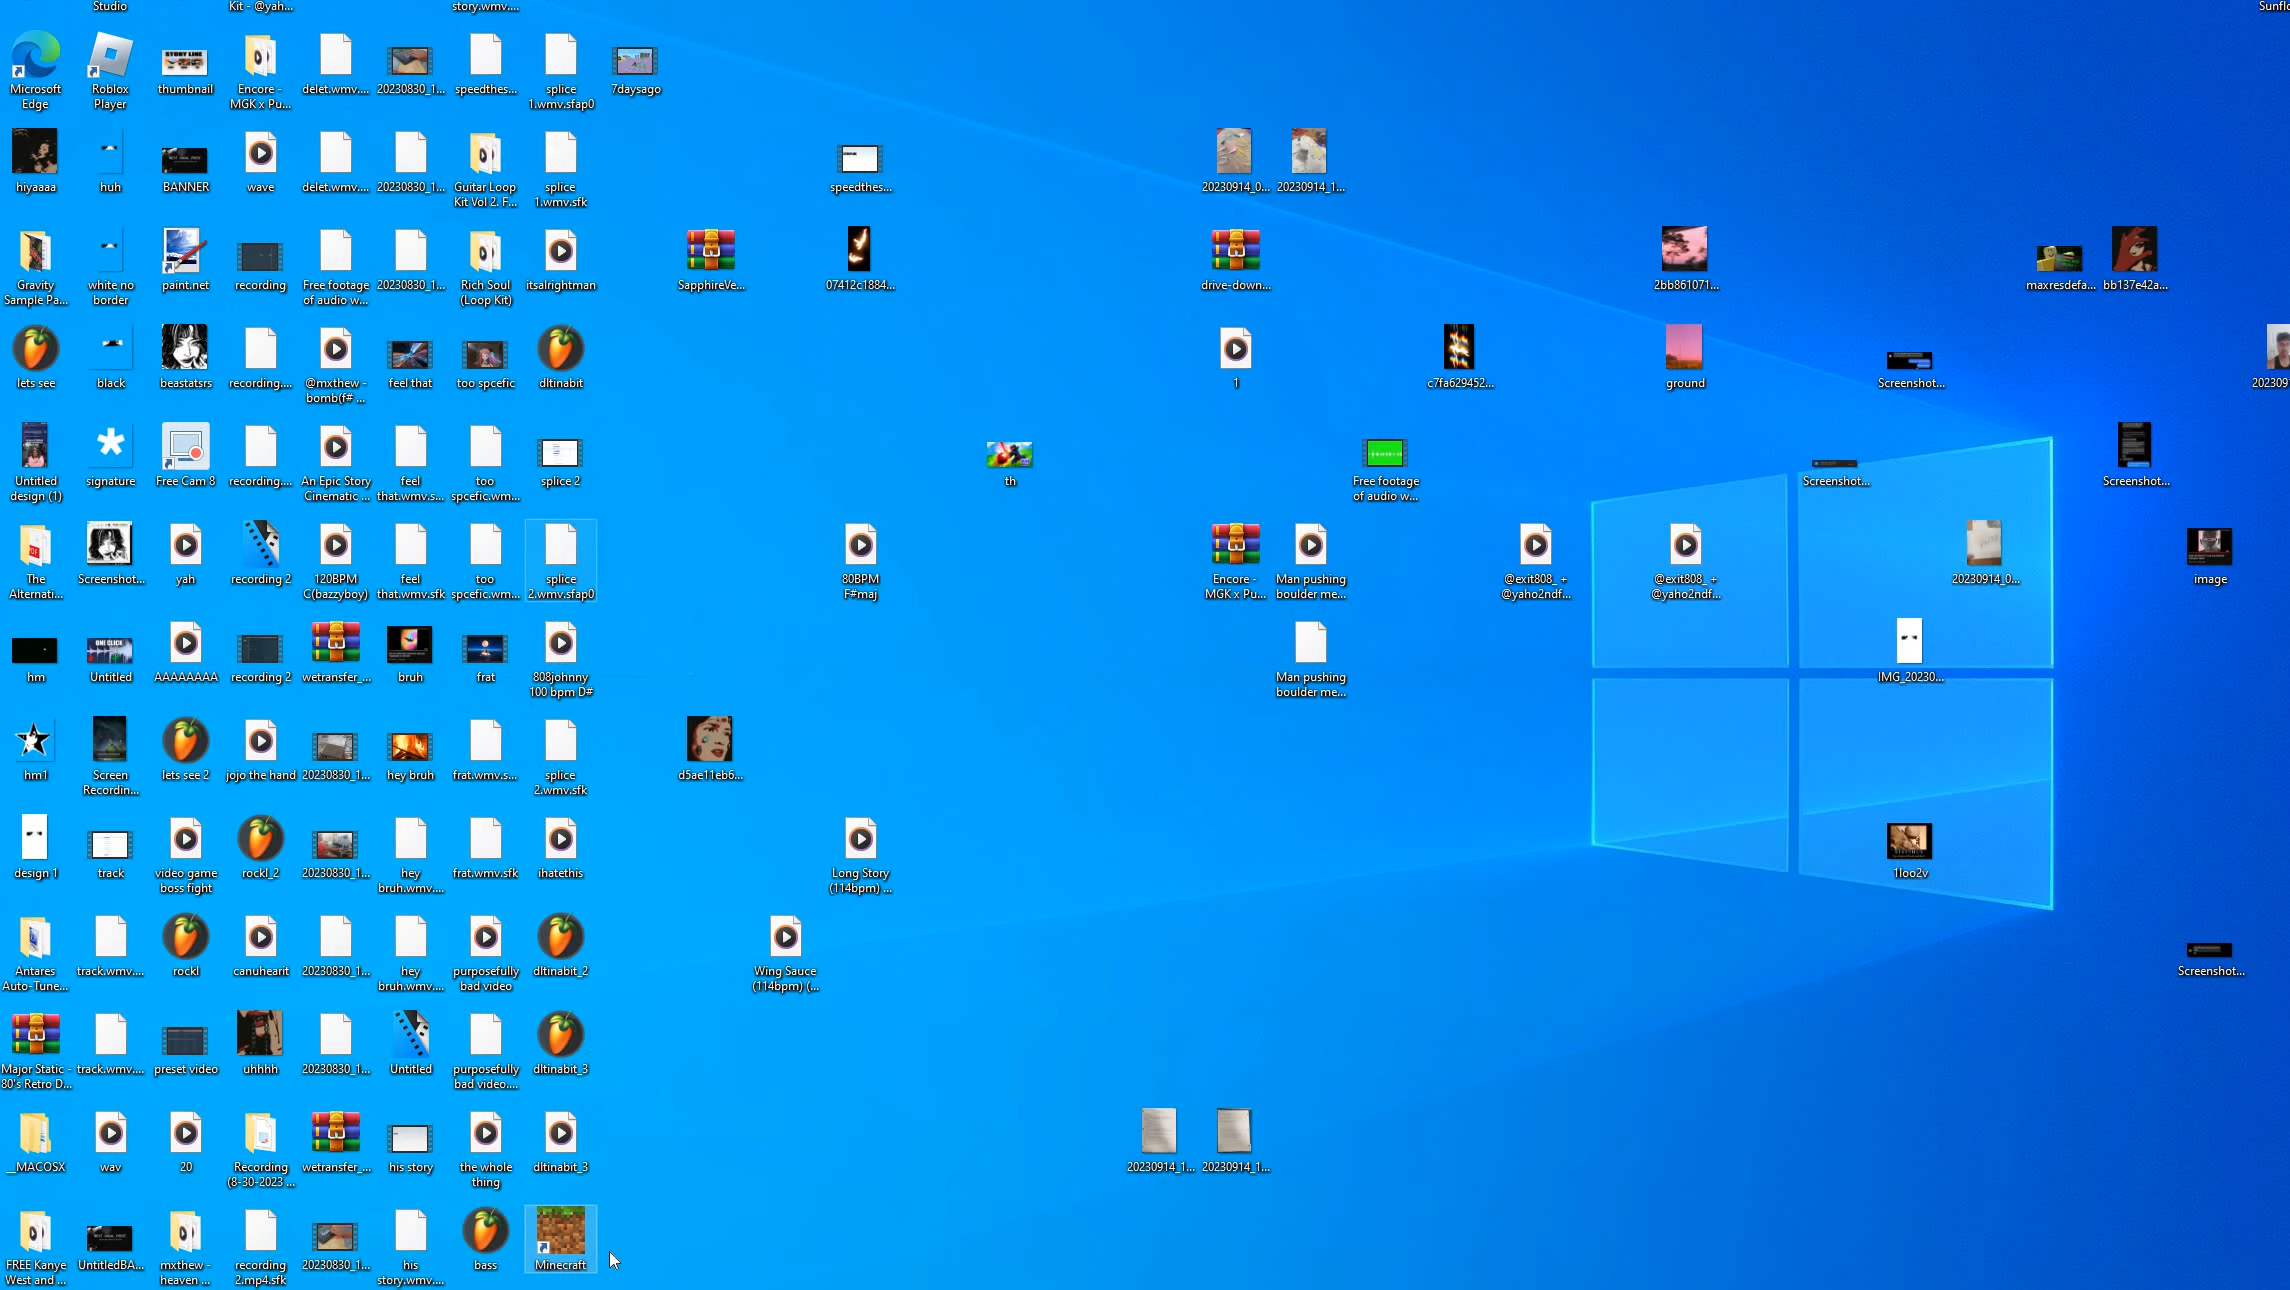 Studio
Kit - @yah...
story.wmv....
Microsoft
Edge
Roblox
Player
thumbnail
Encore -
MGK x Pu...
delet.wmv....
20230830_1...
speedthes...
splice
1.wmv.sfap0
7daysago
hiyaaaa
huh
BANNER
wave
delet.wmv....
20230830_1...
Guitar Loop
Kit Vol 2. F...
splice
1.wmv.sfk
speedthes...
20230914_0...
20230914_1...
Gravity
Sample Pa...
white no
border
paint.net
recording
Free footage
of audio w...
20230830_1...
Rich Soul
(Loop Kit)
itsalrightman
SapphireVe...
07412c1884...
drive-down...
2bb861071...
maxresdefa...
bb137e42a...
lets see
black
beastatsrs
recording....
@mxthew -
bomb(f# ...
feel that
too spcefic
dltinabit
1
c7fa629452...
ground
Screenshot...
Untitled
design (1)
signature
Free Cam 8
recording....
An Epic Story
Cinematic ...
feel
that.wmv.s...
too
spcefic.wm...
splice 2
th
Free footage
of audio w...
Screenshot...
Screenshot...
The
Alternati...
Screenshot...
yah
recording 2
120BPM
C(bazzyboy)
feel
that.wmv.sfk
too
spcefic.wm...
splice
2.wmv.sfap0
80BPM
F#maj
Encore -
MGK x Pu...
Man pushing
boulder me...
@exit808_ +
@yaho2ndf...
@exit808_ +
@yaho2ndf...
20230914_0...
image
hm
Untitled
AAAAAAAA
recording 2
wetransfer_...
bruh
frat
808johnny
100 bpm D#
Man pushing
boulder me...
IMG_20230...
hm1
Screen
Recordin...
lets see 2
jojo the hand
20230830_1...
hey bruh
frat.wmv.s...
splice
2.wmv.sfk
d5ae11eb6...
design 1
track
video game
boss fight
rockl_2
20230830_1...
hey
bruh.wmv....
frat.wmv.sfk
ihatethis
Long Story
(114bpm) ...
1loo2v
Antares
Auto-Tune...
track.wmv....
rockl
canuhearit
20230830_1...
hey
bruh.wmv....
purposefully
bad video
dltinabit_2
Wing Sauce
(114bpm) (...
Screenshot...
Major Static -
80's Retro D...
track.wmv....
preset video
uhhhh
20230830_1...
Untitled
purposefully
bad video....
dltinabit_3
__MACOSX
wav
20
Recording
(8-30-2023 ...
wetransfer_...
his story
the whole
thing
dltinabit_3
20230914_1...
20230914_1...
FREE Kanye
West and ...
UntitledBA...
mxthew -
heaven ...
recording
2.mp4.sfk
20230830_1...
his
story.wmv....
bass
Minecraft